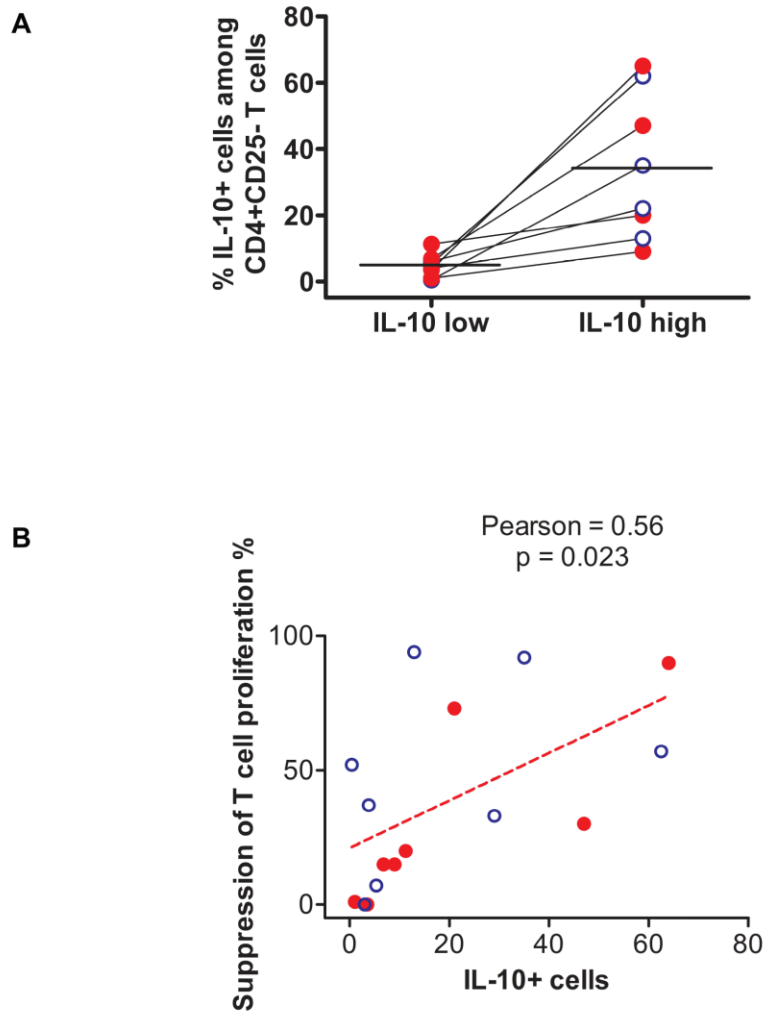 A
% IL-10+ cells among
CD4+CD25- T cells
80
60
40
20
0
IL-10 low
IL-10 high
B
Pearson = 0.56
p = 0.023
Suppression of T cell proliferation %
100
50
0
0
20
40
60
80
IL-10+ cells